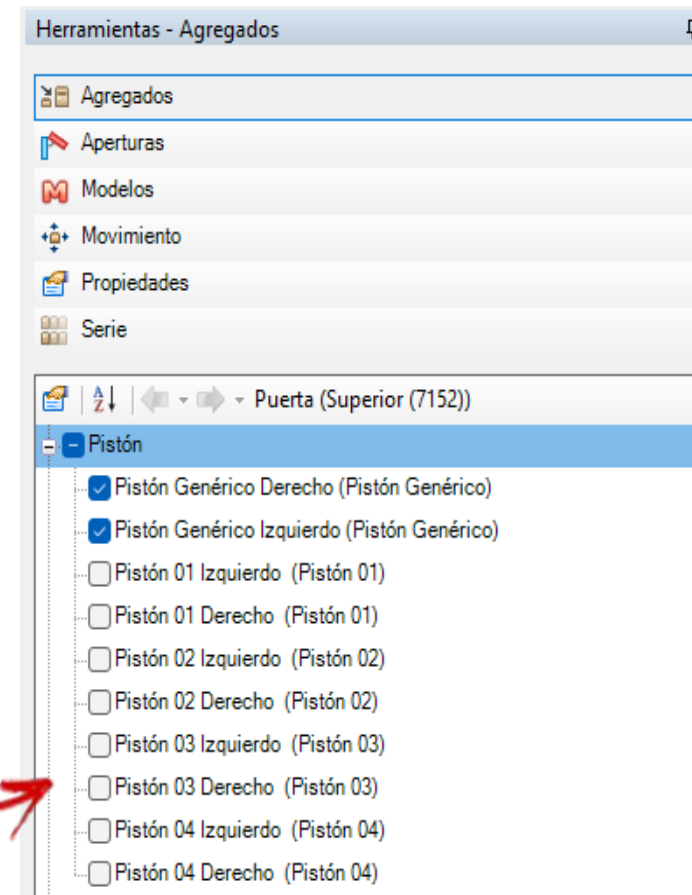 Herramientas - Agregados
Agregados
Aperturas
Modelos
Movimiento
Propiedades
Serie
Puerta (Superior (7152))
Pistón
Pistón Genérico Derecho (Pistón Genérico)
Pistón Genérico Izquierdo (Pistón Genérico)
Pistón 01 Izquierdo (Pistón 01)
Pistón 01 Derecho (Pistón 01)
Pistón 02 Izquierdo (Pistón 02)
Pistón 02 Derecho (Pistón 02)
Pistón 03 Izquierdo (Pistón 03)
Pistón 03 Derecho (Pistón 03)
Pistón 04 Izquierdo (Pistón 04)
Pistón 04 Derecho (Pistón 04)